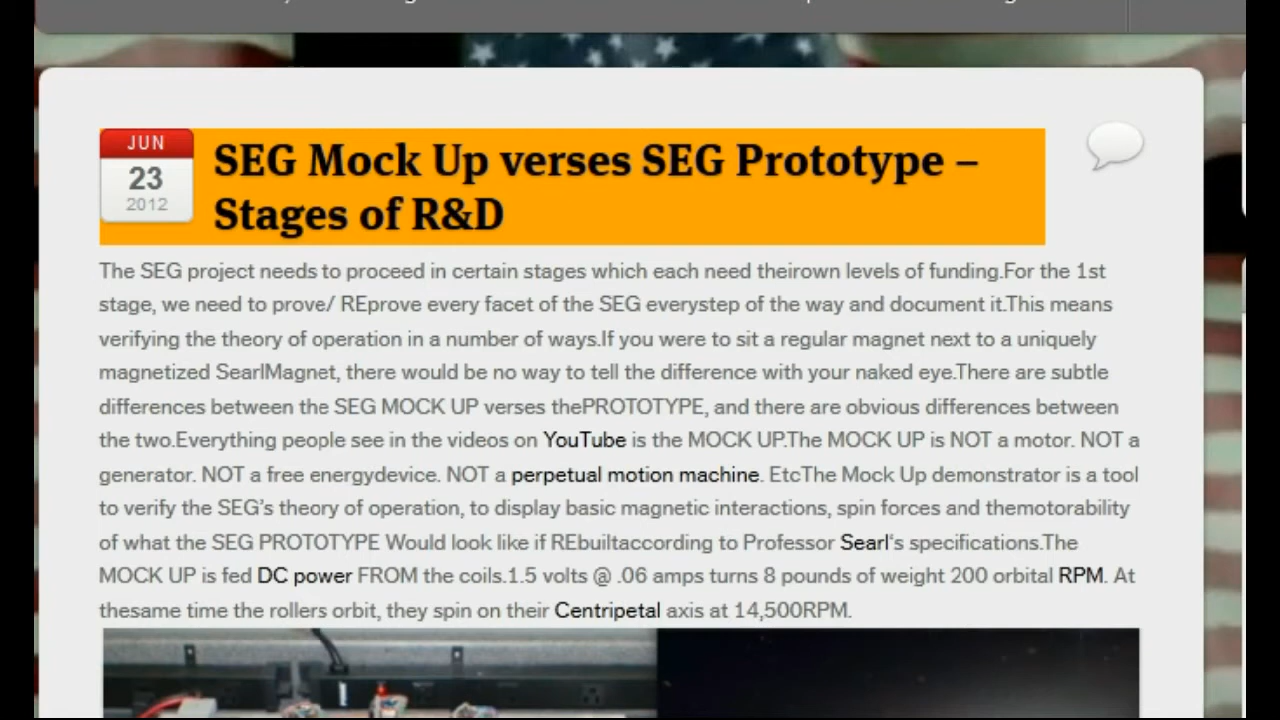 JUN
23
2012
SEG Mock Up verses SEG Prototype –
Stages of R&D
The SEG project needs to proceed in certain stages which each need theirown levels of funding.For the 1st
stage, we need to prove/ REprove every facet of the SEG everystep of the way and document it.This means
verifying the theory of operation in a number of ways.If you were to sit a regular magnet next to a uniquely
magnetized SearlMagnet, there would be no way to tell the difference with your naked eye.There are subtle
differences between the SEG MOCK UP verses thePROTOTYPE, and there are obvious differences between
the two.Everything people see in the videos on YouTube is the MOCK UP.The MOCK UP is NOT a motor. NOT a
generator. NOT a free energydevice. NOT a perpetual motion machine. EtcThe Mock Up demonstrator is a tool
to verify the SEG's theory of operation, to display basic magnetic interactions, spin forces and themotorability
of what the SEG PROTOTYPE Would look like if REbuiltaccording to Professor Searl's specifications.The
MOCK UP is fed DC power FROM the coils.1.5 volts @ .06 amps turns 8 pounds of weight 200 orbital RPM. At
thesame time the rollers orbit, they spin on their Centripetal axis at 14,500RPM.